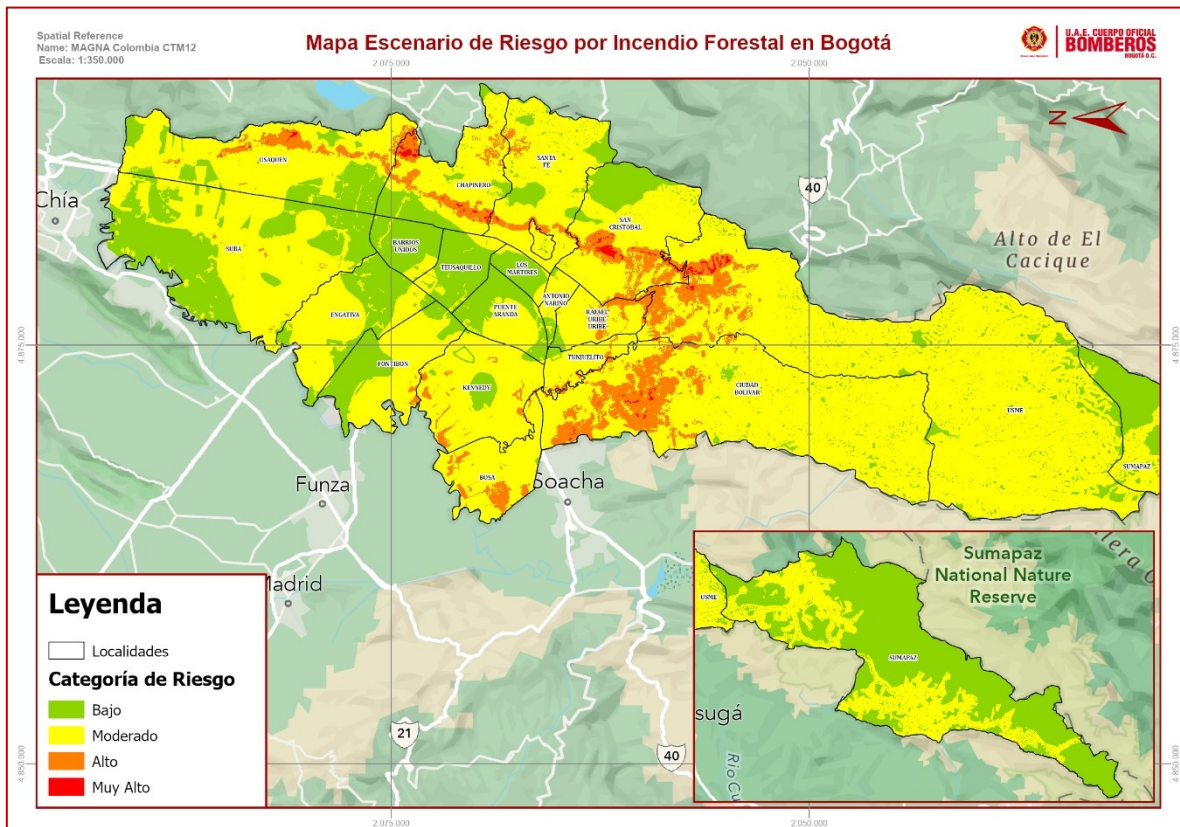 Spatial Reference
Name: MAGNA Colombia CTM12
Escala: 1:350.000
Mapa Escenario de Riesgo por Incendio Forestal en Bogotá
U.A.E. CUERPO OFICIAL
BOMBEROS
BOGOTÁ D.C.
2.075.000
2.050.000
N
40
USAQUEN
SANTA
FE
CHAPINERO
Chía
SAN
CRISTOBAL
Alto de El
Cacique
SUBA
BARRIOS
UNIDOS
TEUSAQUILLO
LOS
MARTIRES
ANTONIO
NARIÑO
PUENTE
ARANDA
RAFAEL
URIBE
URIBE
ENGATIVA
4.875.000
4.875.000
TUNJUELITO
FONTIBON
KENNEDY
CIUDAD
BOLIVAR
USME
SUMAPAZ
BOSA
Funza
Soacha
Madrid
Sumapaz
National Nature
Reserve
USME
SUMAPAZ
sugá
21
40
4.850.000
4.850.000
2.075.000
2.050.000
Leyenda
Localidades
Categoría de Riesgo
Bajo
Moderado
Alto
Muy Alto